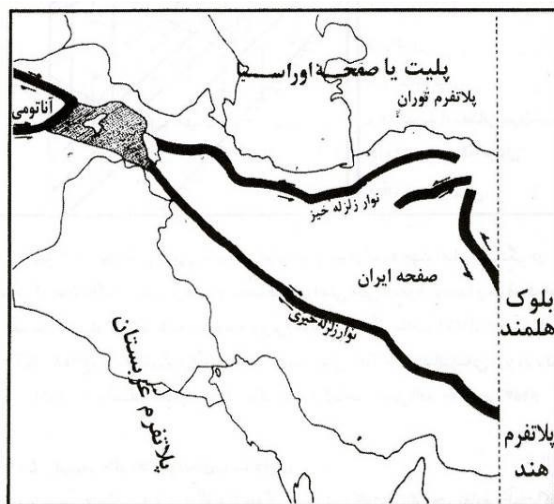 پلیت یا صفحه اوراسیا
پلاتفرم توران
آناتومی
نوار زلزله خیز
صفحه ایران
بلوک
هلمند
نوار زلزله خیزی
پلاتفرم عربستان
پلاتفرم
هند